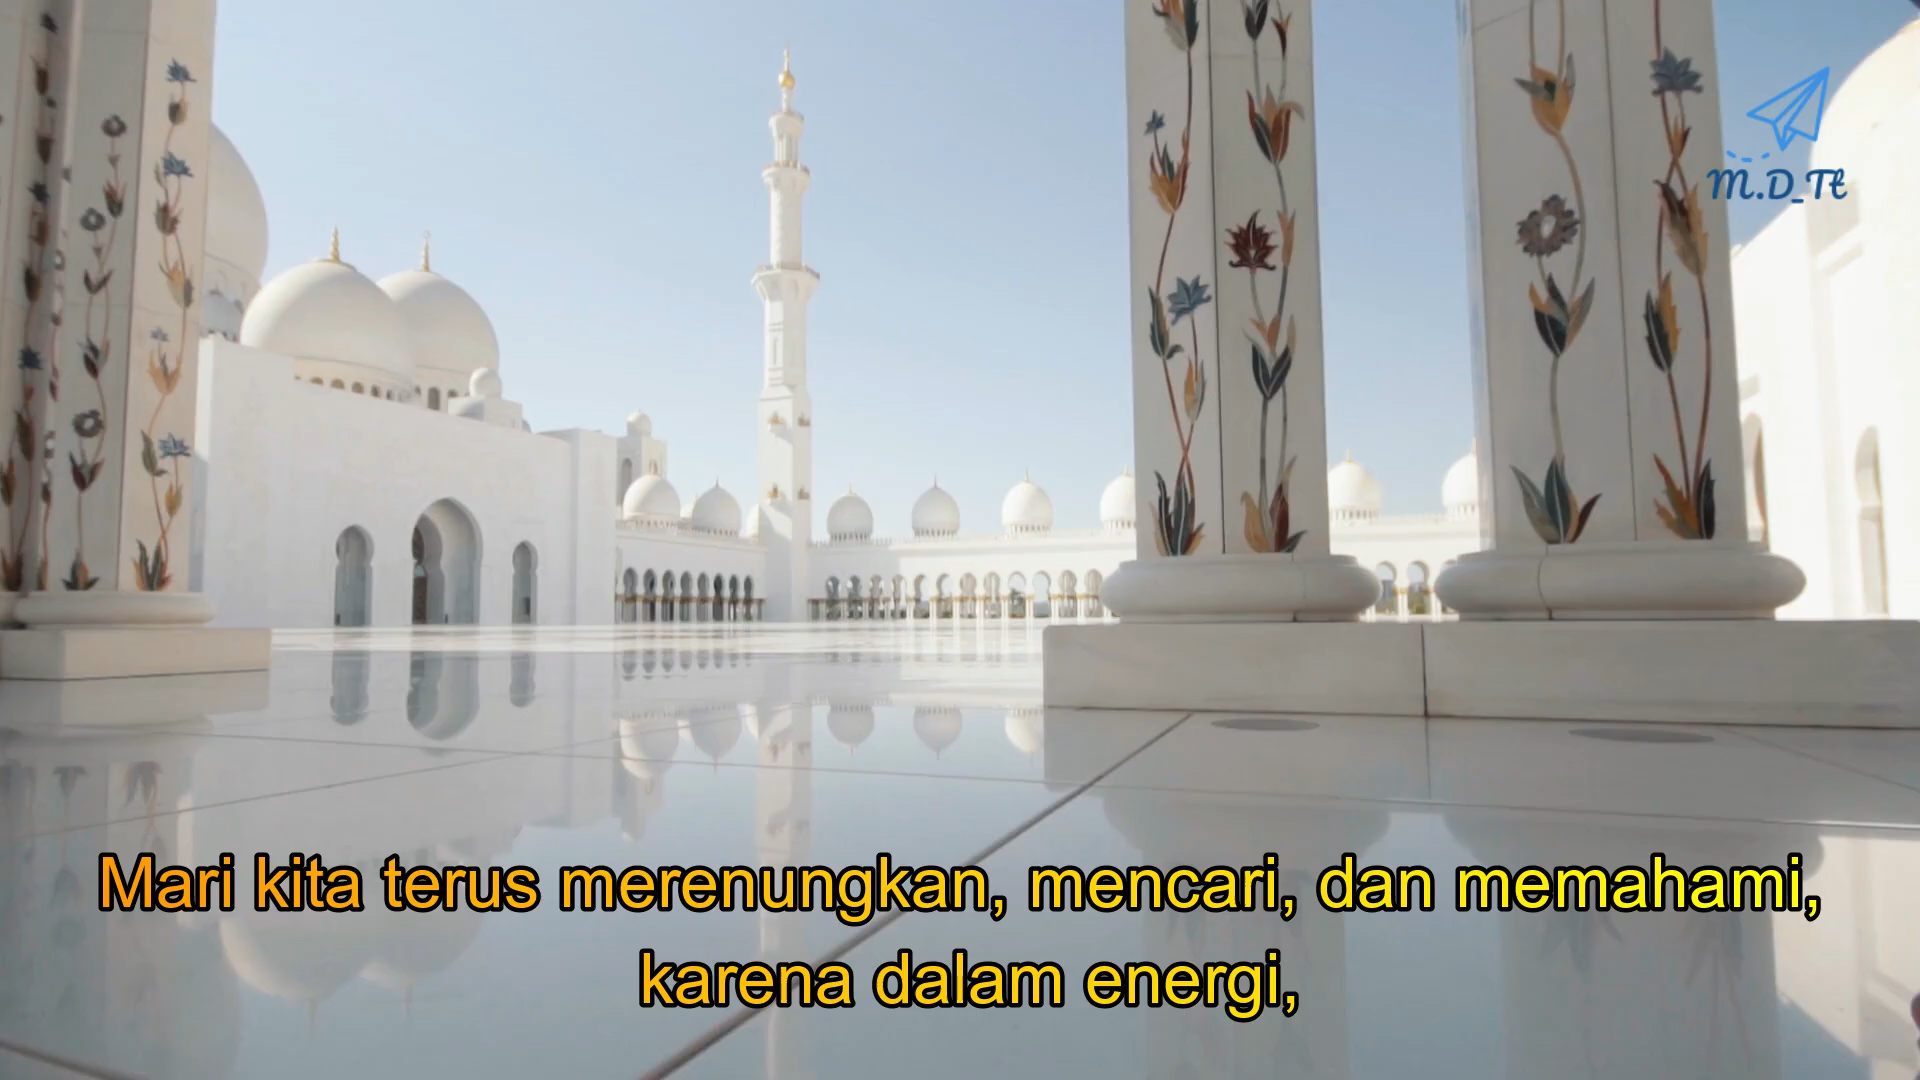 M.D_Tt
Mari kita terus merenungkan, mencari, dan memahami,
karena dalam energi,